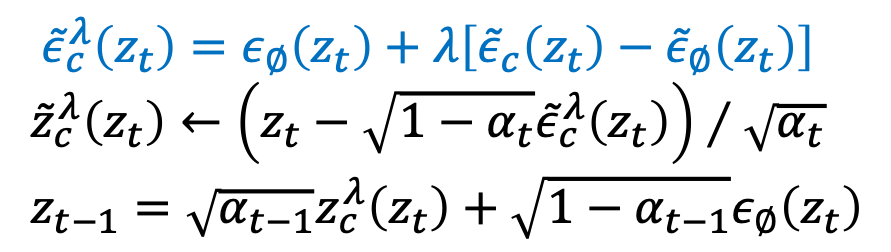 ϵ̃_c^λ(z_t) = ϵ_∅(z_t) + λ[ϵ̃_c(z_t) − ϵ̃_∅(z_t)]
z̃_c^λ(z_t) ← (z_t − √(1 − α_t) ϵ̃_c^λ(z_t)) / √α_t
z_{t−1} = √α_{t−1} z_c^λ(z_t) + √(1 − α_{t−1}) ϵ_∅(z_t)